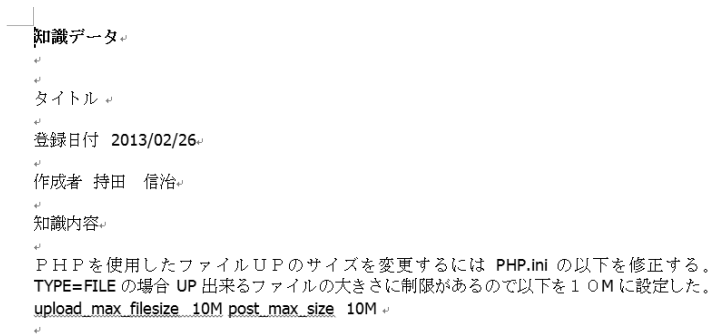 知識データ
タイトル
登録日付 2013/02/26
作成者 持田 信治
知識内容
PHPを使用したファイルUPのサイズを変更するには PHP.ini の以下を修正する。
TYPE=FILE の場合 UP 出来るファイルの大きさに制限があるので以下を10Mに設定した。
upload_max_filesize 10M post_max_size 10M